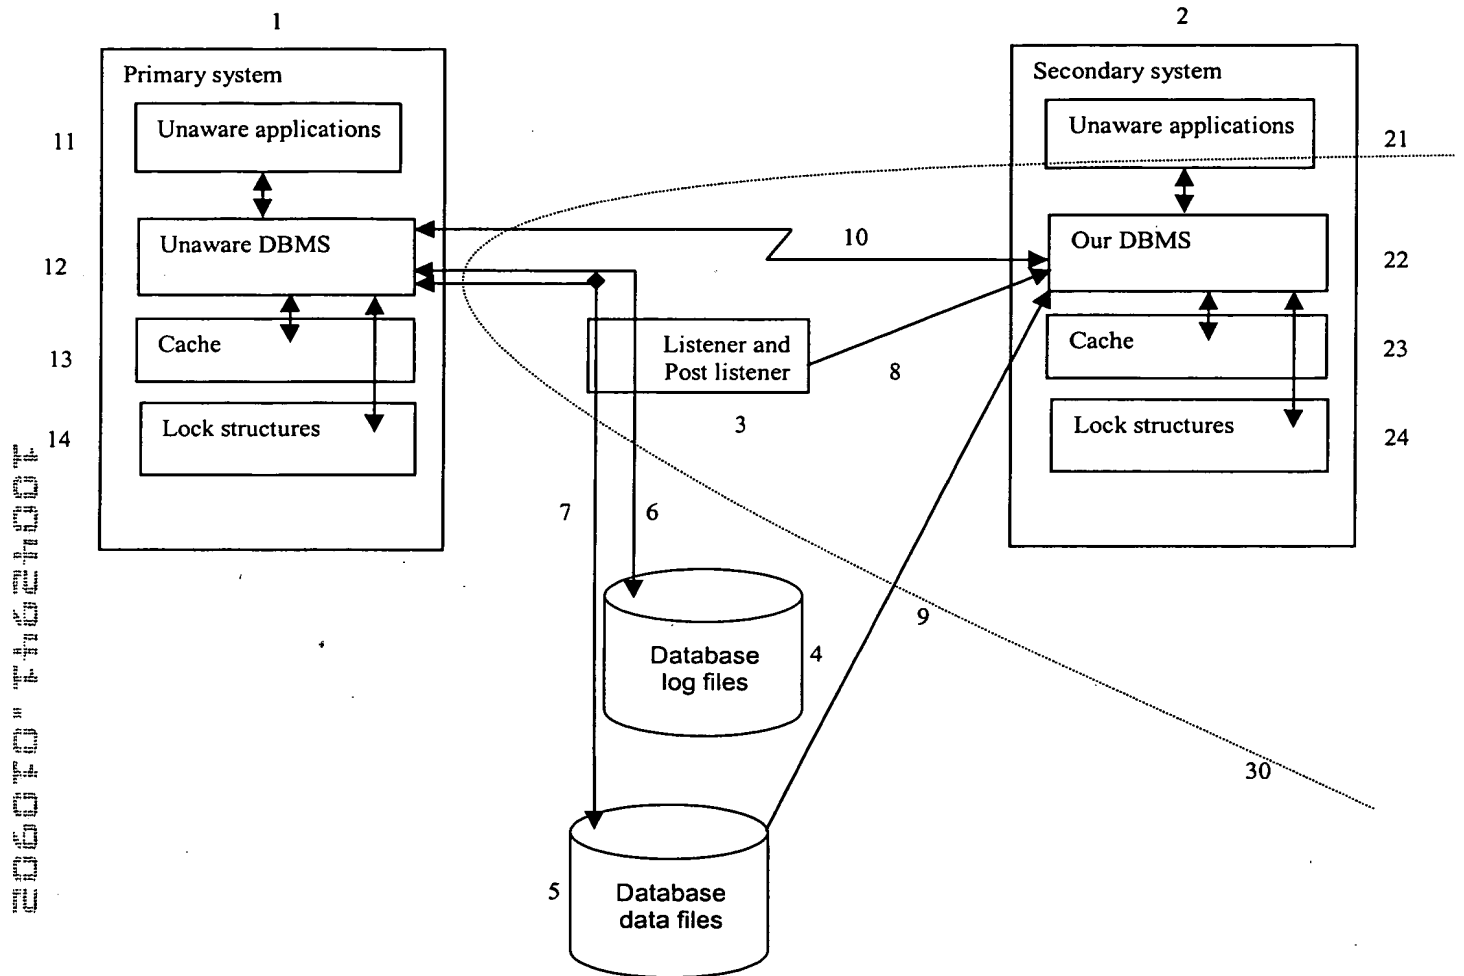 1
2
Primary system
Secondary system
Unaware applications
Unaware applications
11
21
Unaware DBMS
10
Our DBMS
12
22
Cache
Listener and
Post listener
Cache
13
8
23
3
Lock structures
Lock structures
14
24
7
6
9
Database
log files
4
30
5
Database
data files